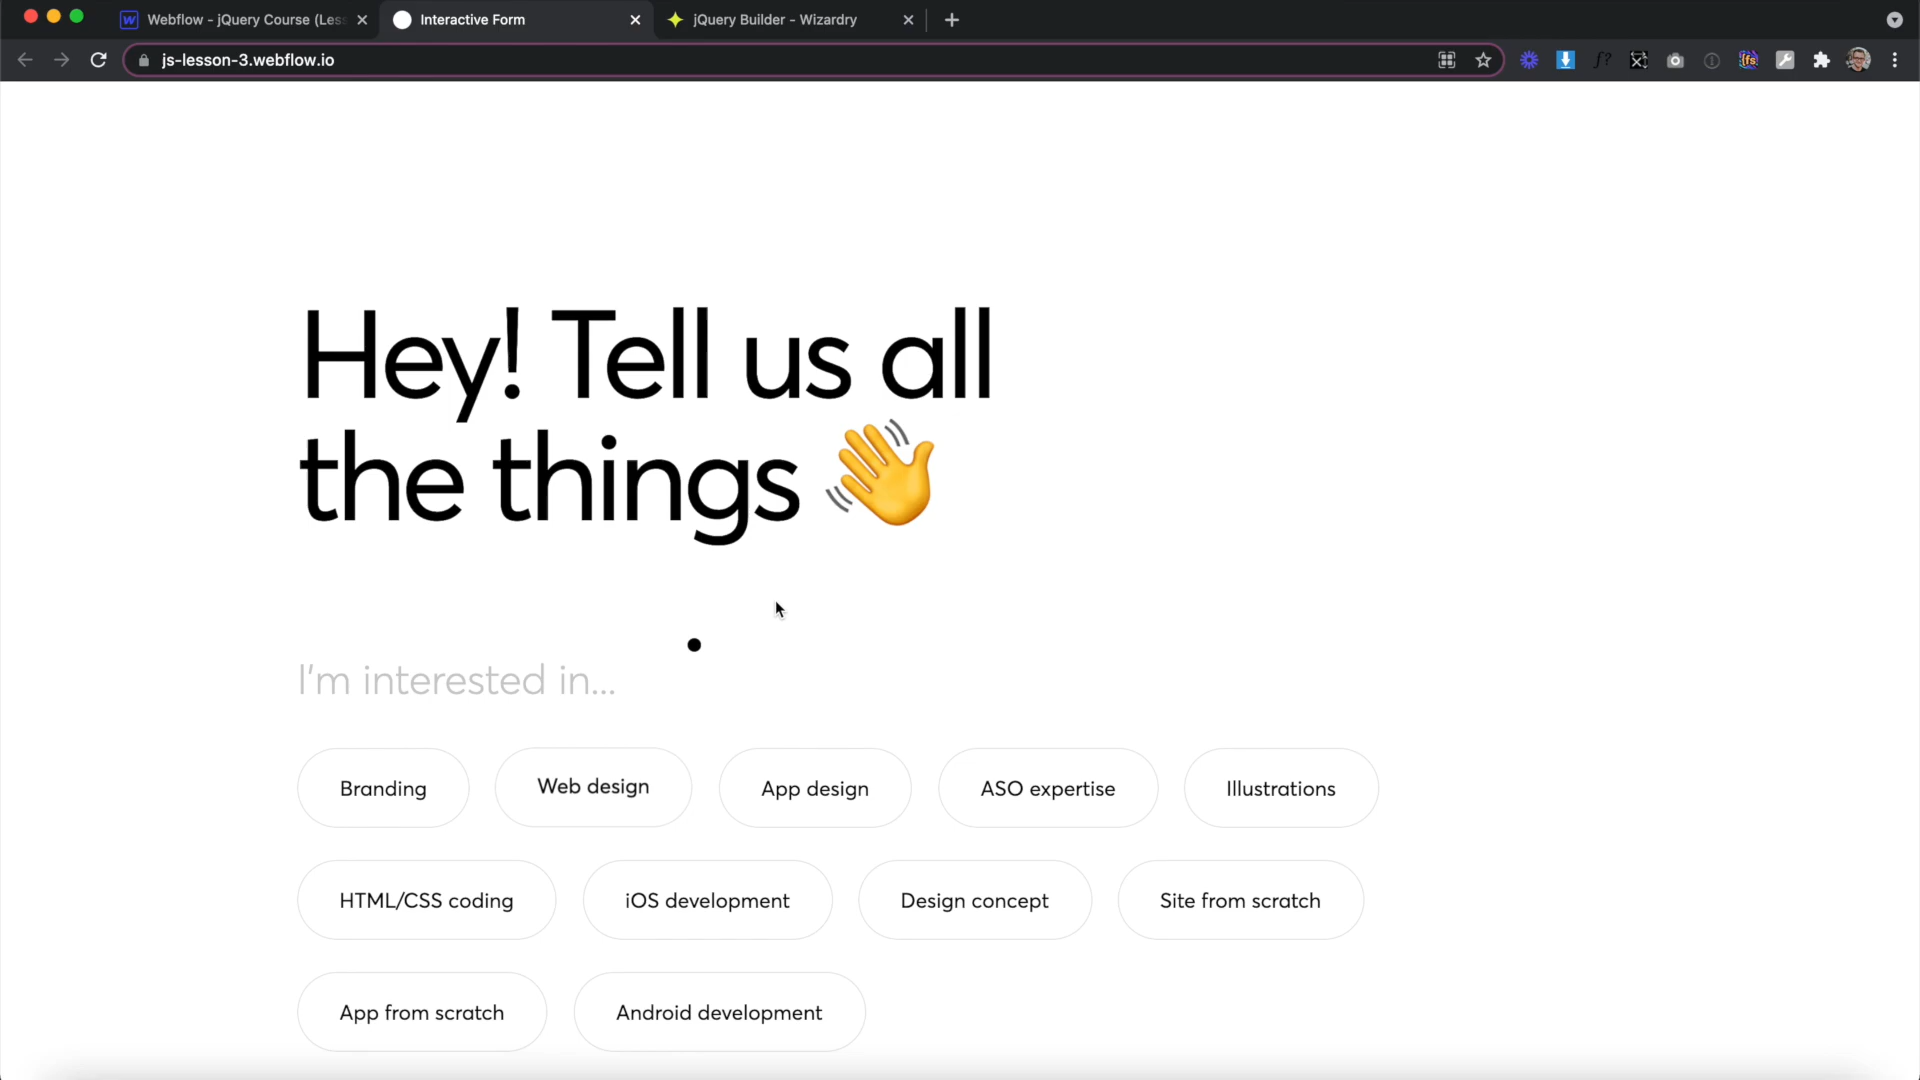 Webflow - jQuery Course (Les
Interactive Form
jQuery Builder - Wizardry
js-lesson-3.webflow.io
Hey! Tell us all
the things 👋
I'm interested in...
Branding
Web design
App design
ASO expertise
Illustrations
HTML/CSS coding
iOS development
Design concept
Site from scratch
App from scratch
Android development